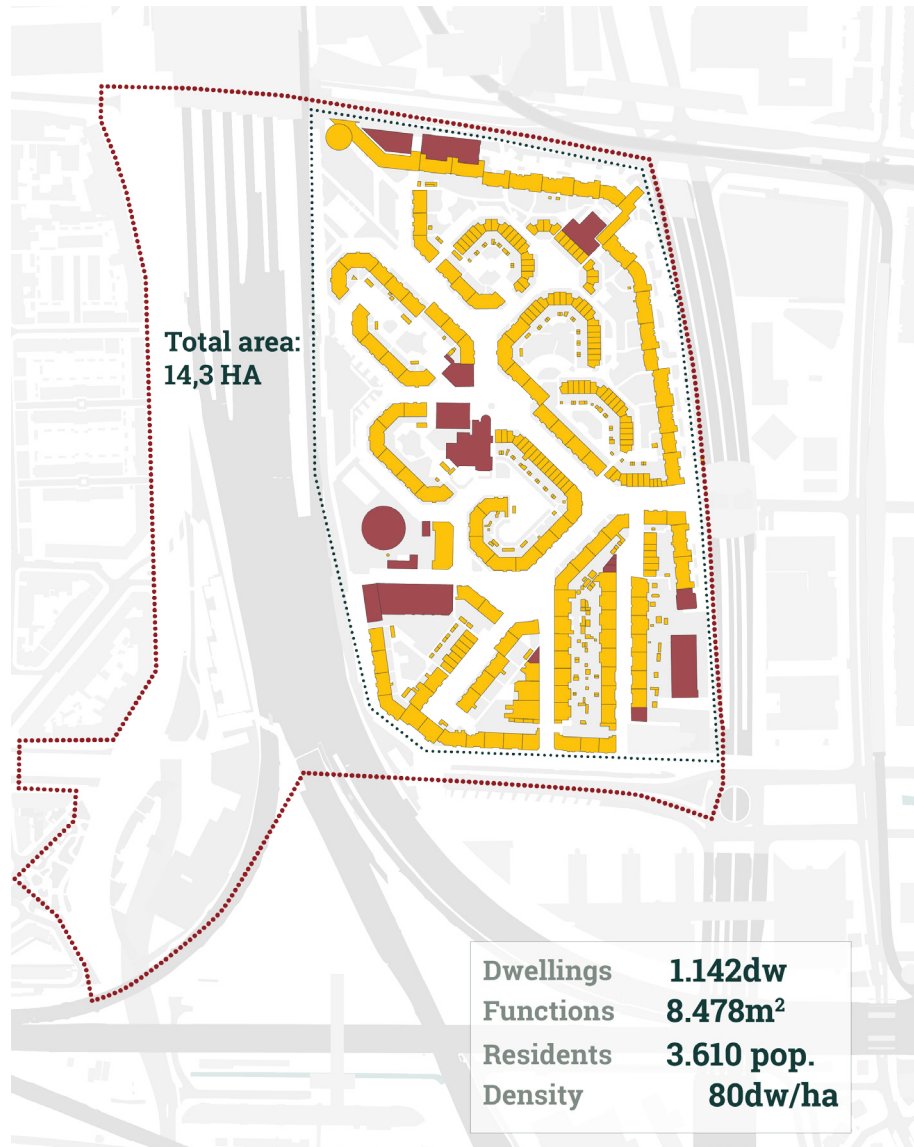 Total area:
14,3 HA
Dwellings 1.142dw
Functions 8.478m²
Residents 3.610 pop.
Density 80dw/ha